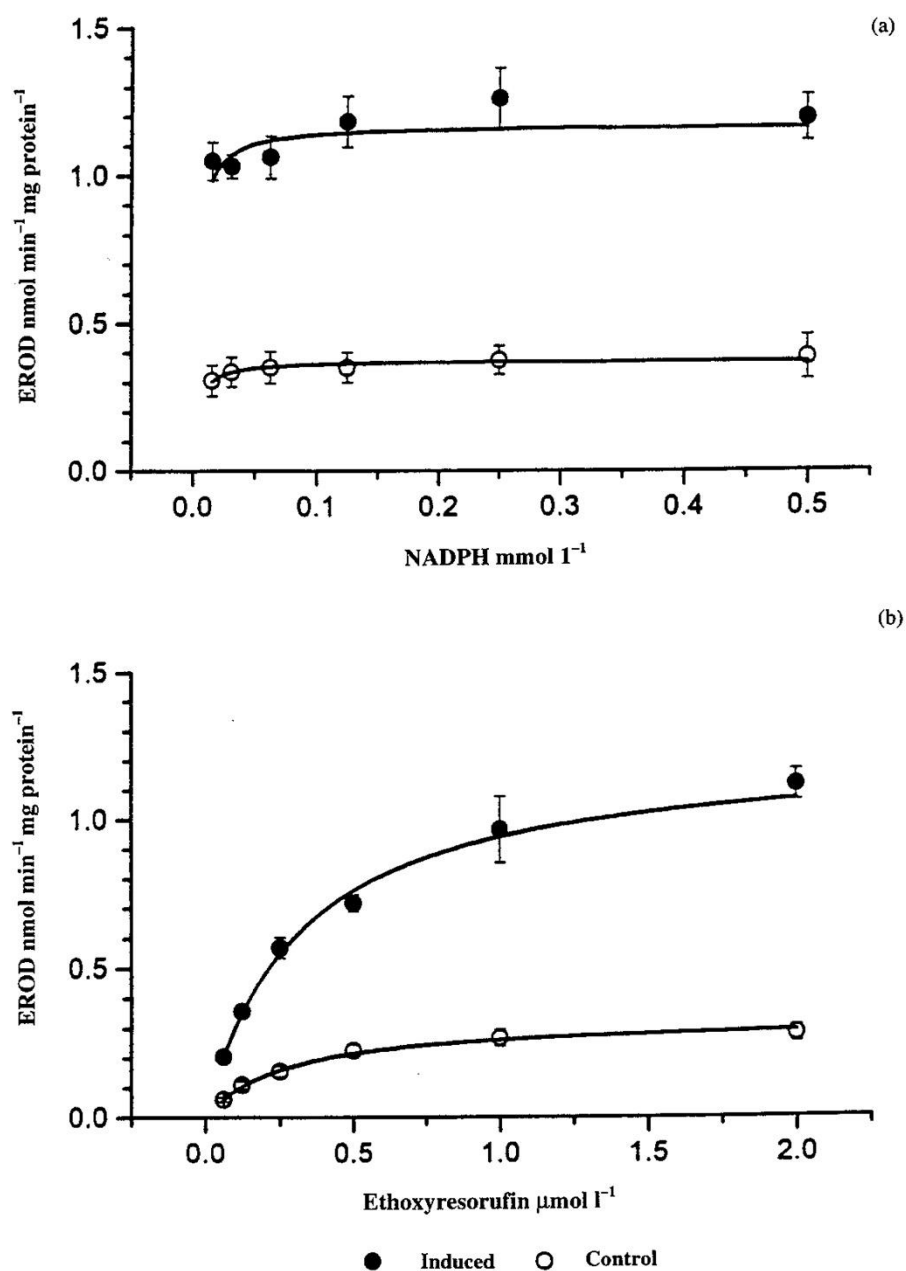 (a)
1.5
1.0
0.5
0.0
EROD nmol min⁻¹ mg protein⁻¹
0.0 0.1 0.2 0.3 0.4 0.5
NADPH mmol 1⁻¹
(b)
1.5
1.0
0.5
0.0
EROD nmol min⁻¹ mg protein⁻¹
0.0 0.5 1.0 1.5 2.0
Ethoxyresorufin μmol l⁻¹
● Induced ○ Control